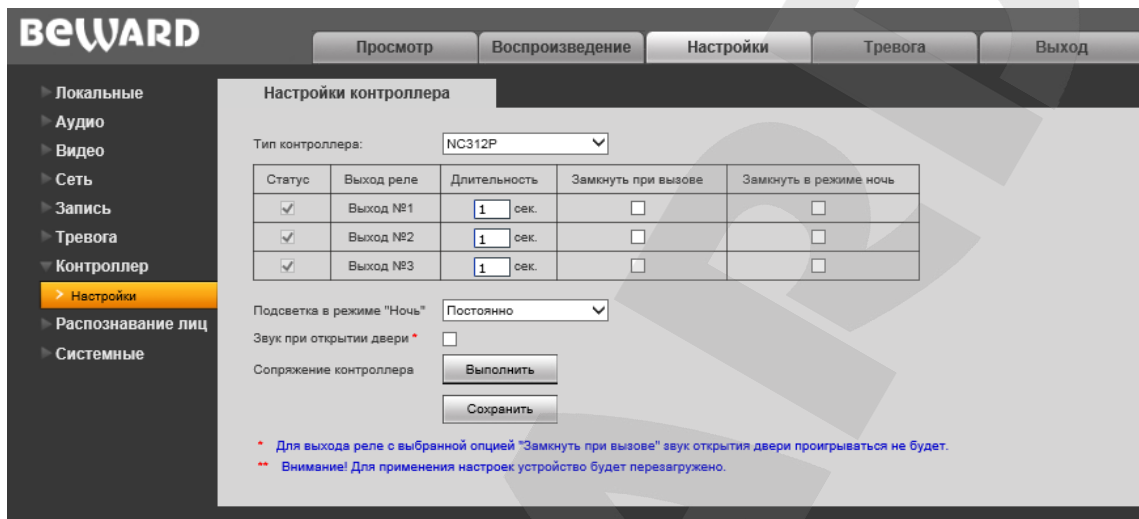 BEWARD
Просмотр Воспроизведение Настройки Тревога Выход
Локальные
Аудио
Видео
Сеть
Запись
Тревога
Контроллер
> Настройки
Распознавание лиц
Системные
Настройки контроллера
Тип контроллера: NC312P
Статус Выход реле Длительность Замкнуть при вызове Замкнуть в режиме ночь
Выход №1 1 сек.
Выход №2 1 сек.
Выход №3 1 сек.
Подсветка в режиме "Ночь" Постоянно
Звук при открытии двери *
Сопряжение контроллера Выполнить
Сохранить
* Для выхода реле с выбранной опцией "Замкнуть при вызове" звук открытия двери проигрываться не будет.
** Внимание! Для применения настроек устройство будет перезагружено.